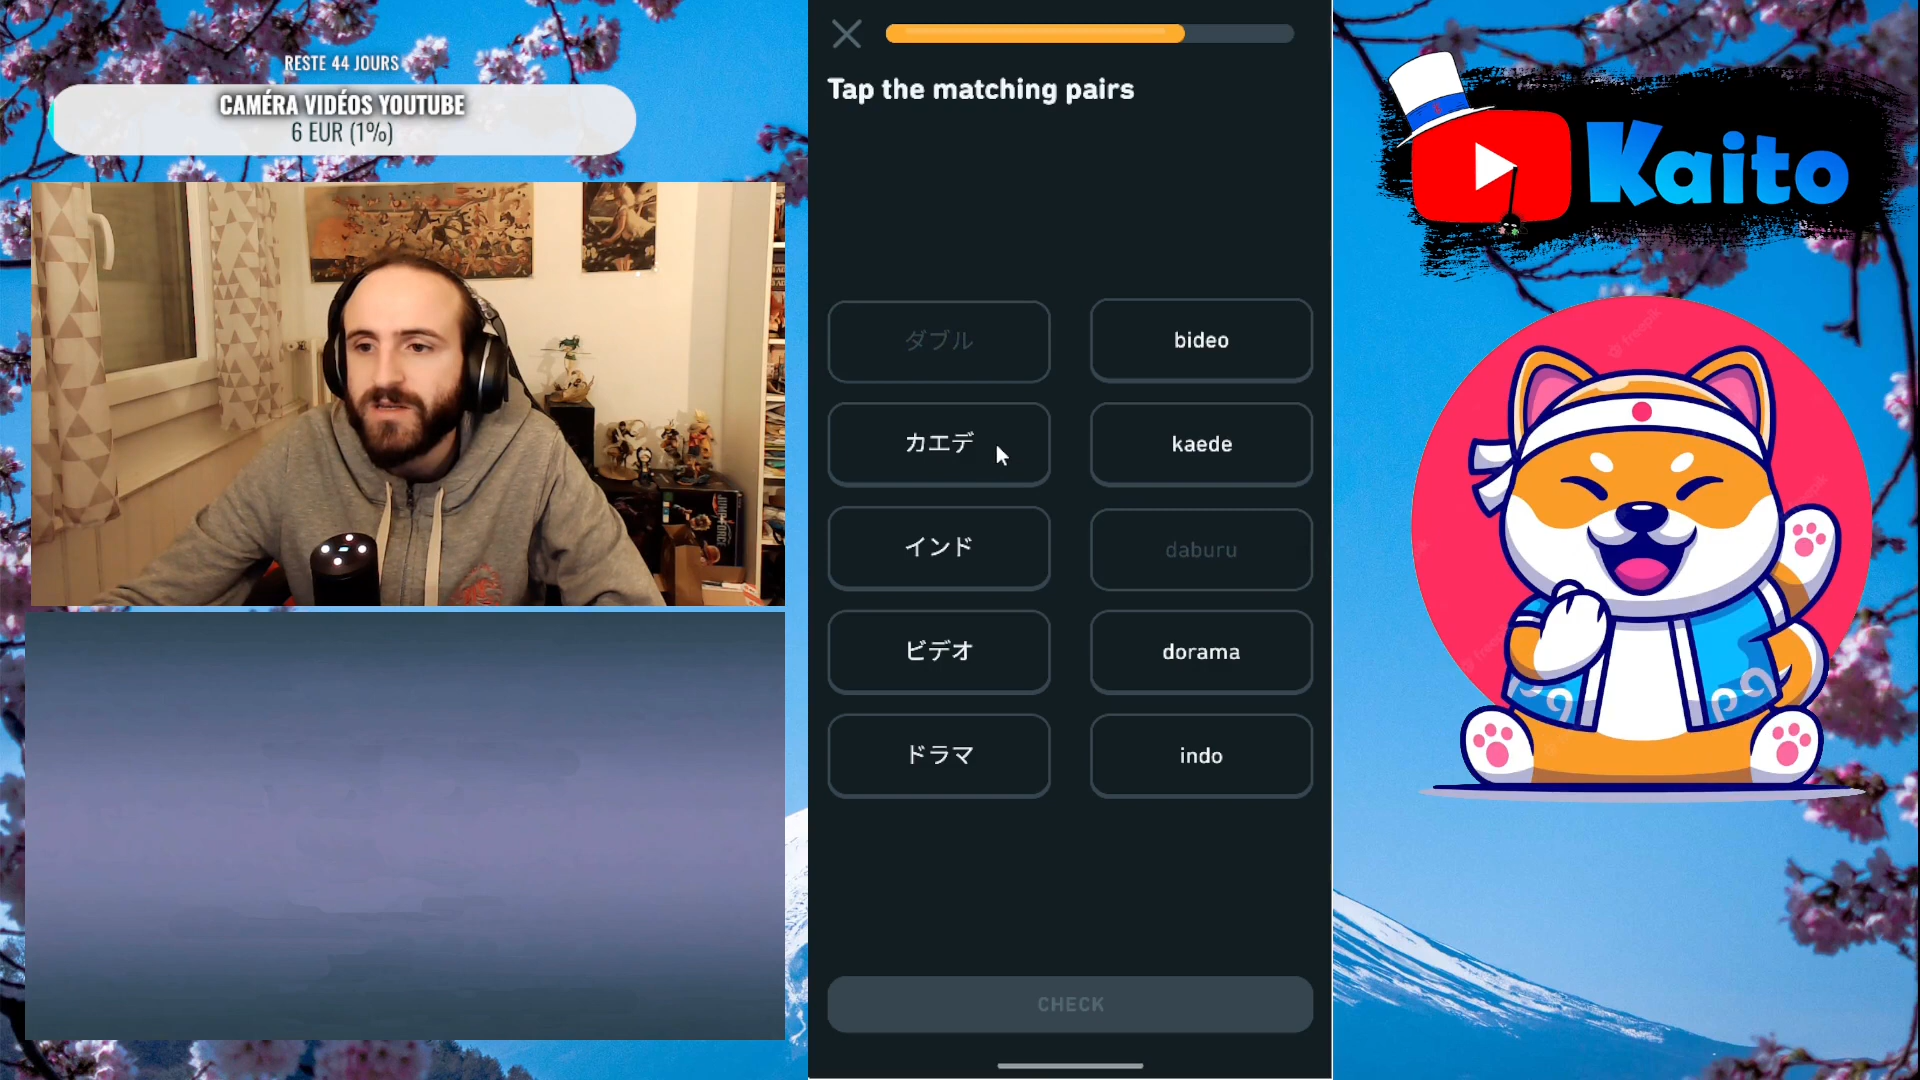 RESTE 44 JOURS
CAMÉRA VIDÉOS YOUTUBE
6 EUR (1%)
Tap the matching pairs
ダブル
bideo
カエデ
kaede
インド
daburu
ビデオ
dorama
ドラマ
indo
CHECK
Kaito